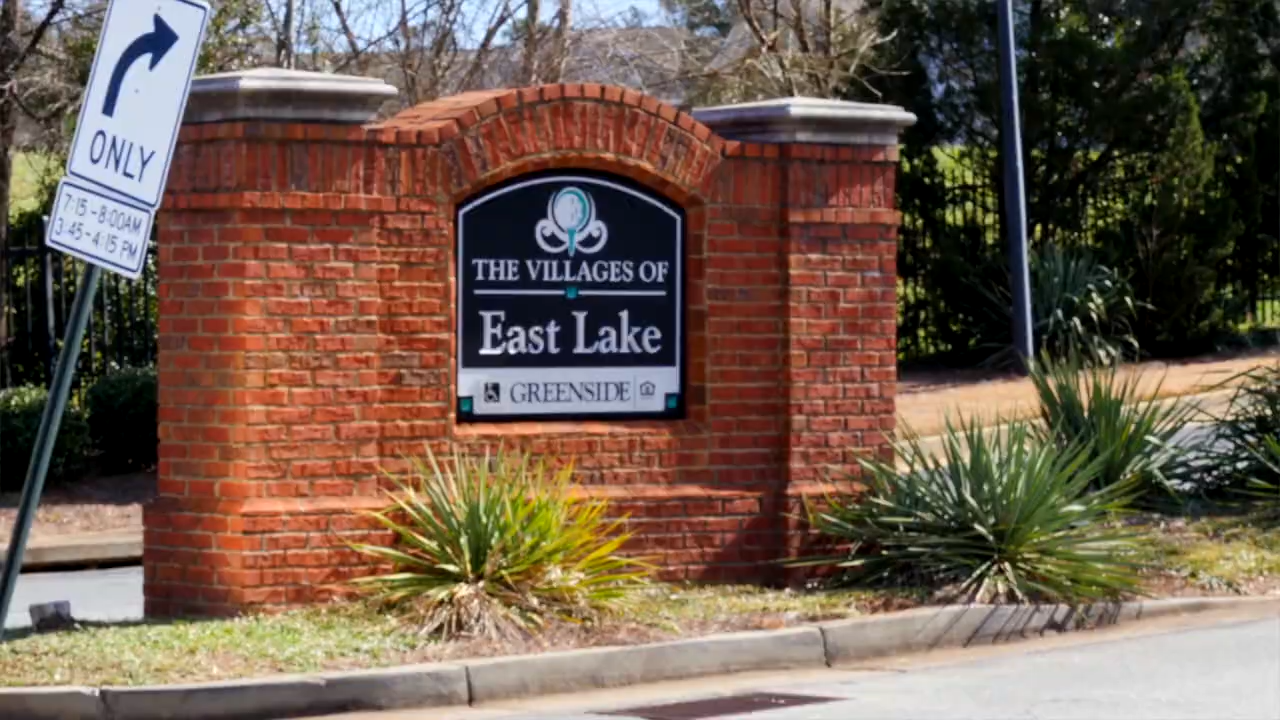 ONLY
7:15-8:00AM
3:45-4:15 PM
THE VILLAGES OF
East Lake
GREENSIDE